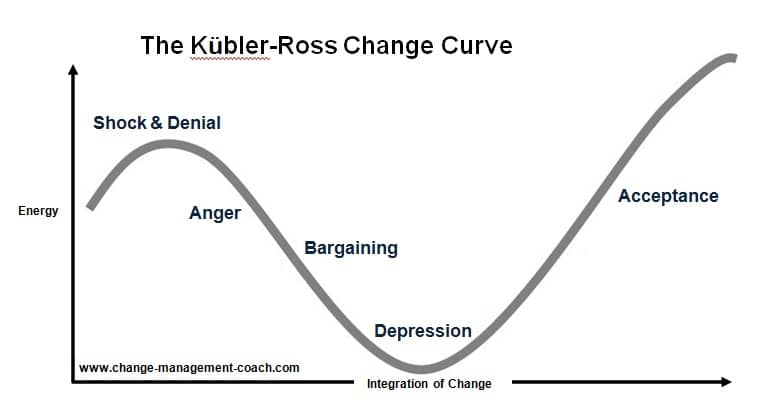 The Kübler-Ross Change Curve
Shock & Denial
Energy
Anger
Acceptance
Bargaining
Depression
www.change-management-coach.com
Integration of Change